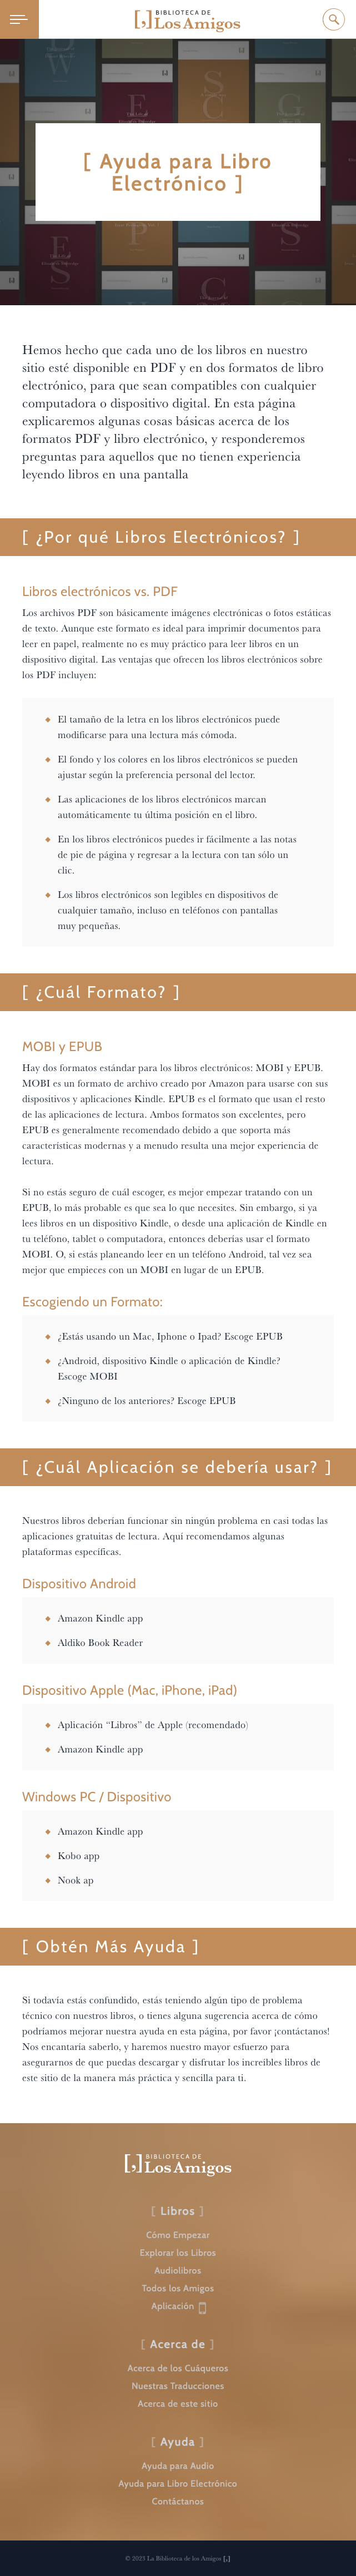 BIBLIOTECA DE
[,] Los Amigos
[ Ayuda para Libro
Electrónico ]
Hemos hecho que cada uno de los libros en nuestro
sitio esté disponible en PDF y en dos formatos de libro
electrónico, para que sean compatibles con cualquier
computadora o dispositivo digital. En esta página
explicaremos algunas cosas básicas acerca de los
formatos PDF y libro electrónico, y responderemos
preguntas para aquellos que no tienen experiencia
leyendo libros en una pantalla
[ ¿Por qué Libros Electrónicos? ]
Libros electrónicos vs. PDF
Los archivos PDF son básicamente imágenes electrónicas o fotos estáticas
de texto. Aunque este formato es ideal para imprimir documentos para
leer en papel, realmente no es muy práctico para leer libros en un
dispositivo digital. Las ventajas que ofrecen los libros electrónicos sobre
los PDF incluyen:
El tamaño de la letra en los libros electrónicos puede
modificarse para una lectura más cómoda.
El fondo y los colores en los libros electrónicos se pueden
ajustar según la preferencia personal del lector.
Las aplicaciones de los libros electrónicos marcan
automáticamente tu última posición en el libro.
En los libros electrónicos puedes ir fácilmente a las notas
de pie de página y regresar a la lectura con tan sólo un
clic.
Los libros electrónicos son legibles en dispositivos de
cualquier tamaño, incluso en teléfonos con pantallas
muy pequeñas.
[ ¿Cuál Formato? ]
MOBI y EPUB
Hay dos formatos estándar para los libros electrónicos: MOBI y EPUB.
MOBI es un formato de archivo creado por Amazon para usarse con sus
dispositivos y aplicaciones Kindle. EPUB es el formato que usan el resto
de las aplicaciones de lectura. Ambos formatos son excelentes, pero
EPUB es generalmente recomendado debido a que soporta más
características modernas y a menudo resulta una mejor experiencia de
lectura.
Si no estás seguro de cuál escoger, es mejor empezar tratando con un
EPUB, lo más probable es que sea lo que necesites. Sin embargo, si ya
lees libros en un dispositivo Kindle, o desde una aplicación de Kindle en
tu teléfono, tablet o computadora, entonces deberías usar el formato
MOBI. O, si estás planeando leer en un teléfono Android, tal vez sea
mejor que empieces con un MOBI en lugar de un EPUB.
Escogiendo un Formato:
¿Estás usando un Mac, Iphone o Ipad? Escoge EPUB
¿Android, dispositivo Kindle o aplicación de Kindle?
Escoge MOBI
¿Ninguno de los anteriores? Escoge EPUB
[ ¿Cuál Aplicación se debería usar? ]
Nuestros libros deberían funcionar sin ningún problema en casi todas las
aplicaciones gratuitas de lectura. Aquí recomendamos algunas
plataformas específicas.
Dispositivo Android
Amazon Kindle app
Aldiko Book Reader
Dispositivo Apple (Mac, iPhone, iPad)
Aplicación “Libros” de Apple (recomendado)
Amazon Kindle app
Windows PC / Dispositivo
Amazon Kindle app
Kobo app
Nook ap
[ Obtén Más Ayuda ]
Si todavía estás confundido, estás teniendo algún tipo de problema
técnico con nuestros libros, o tienes alguna sugerencia acerca de cómo
podríamos mejorar nuestra ayuda en esta página, por favor ¡contáctanos!
Nos encantaría saberlo, y haremos nuestro mayor esfuerzo para
asegurarnos de que puedas descargar y disfrutar los increíbles libros de
este sitio de la manera más práctica y sencilla para ti.
BIBLIOTECA DE
[,] Los Amigos
[ Libros ]
Cómo Empezar
Explorar los Libros
Audiolibros
Todos los Amigos
Aplicación
[ Acerca de ]
Acerca de los Cuáqueros
Nuestras Traducciones
Acerca de este sitio
[ Ayuda ]
Ayuda para Audio
Ayuda para Libro Electrónico
Contáctanos
© 2023 La Biblioteca de los Amigos [,]